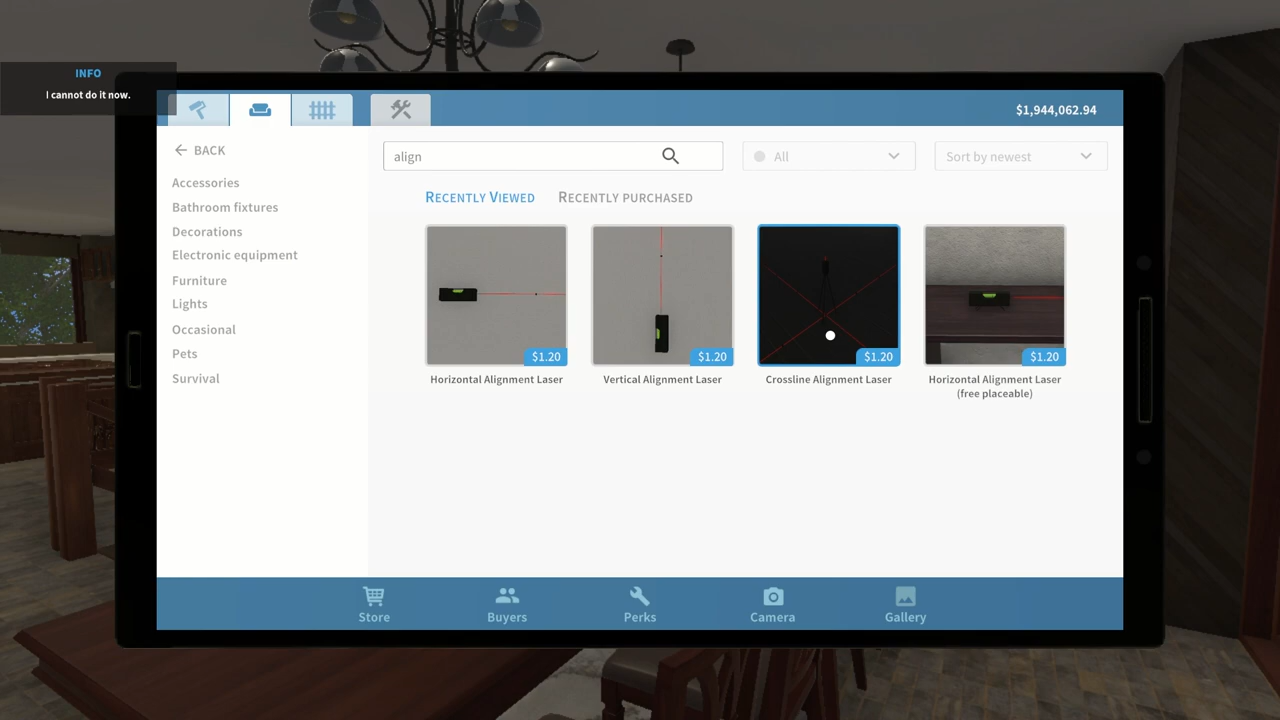 INFO
I cannot do it now.
$1,944,062.94
BACK
align
All
Sort by newest
Accessories
Bathroom fixtures
Decorations
Electronic equipment
Furniture
Lights
Occasional
Pets
Survival
RECENTLY VIEWED
RECENTLY PURCHASED
$1.20
$1.20
$1.20
$1.20
Horizontal Alignment Laser
Vertical Alignment Laser
Crossline Alignment Laser
Horizontal Alignment Laser
(free placeable)
Store
Buyers
Perks
Camera
Gallery